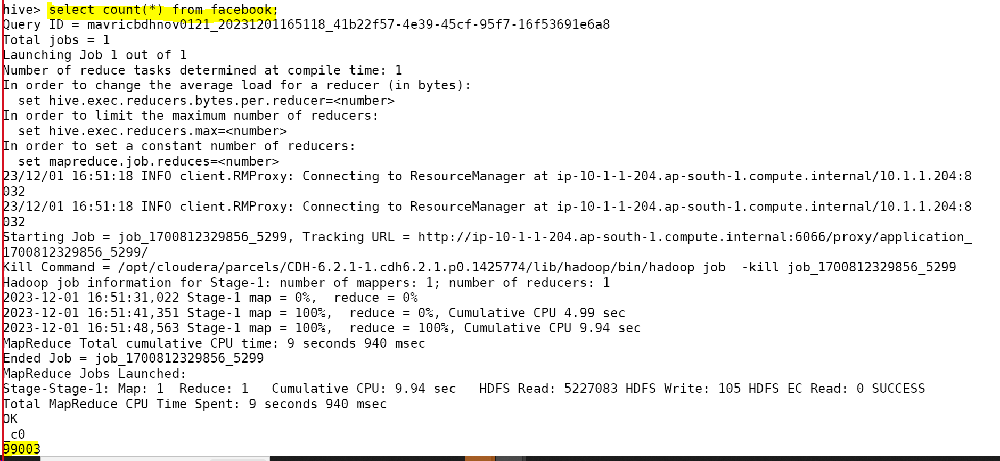 hive> select count(*) from facebook;
Query ID = mavricbdhnov0121_20231201165118_41b22f57-4e39-45cf-95f7-16f53691e6a8
Total jobs = 1
Launching Job 1 out of 1
Number of reduce tasks determined at compile time: 1
In order to change the average load for a reducer (in bytes):
  set hive.exec.reducers.bytes.per.reducer=<number>
In order to limit the maximum number of reducers:
  set hive.exec.reducers.max=<number>
In order to set a constant number of reducers:
  set mapreduce.job.reduces=<number>
23/12/01 16:51:18 INFO client.RMProxy: Connecting to ResourceManager at ip-10-1-1-204.ap-south-1.compute.internal/10.1.1.204:8
032
23/12/01 16:51:18 INFO client.RMProxy: Connecting to ResourceManager at ip-10-1-1-204.ap-south-1.compute.internal/10.1.1.204:8
032
Starting Job = job_1700812329856_5299, Tracking URL = http://ip-10-1-1-204.ap-south-1.compute.internal:6066/proxy/application_
1700812329856_5299/
Kill Command = /opt/cloudera/parcels/CDH-6.2.1-1.cdh6.2.1.p0.1425774/lib/hadoop/bin/hadoop job  -kill job_1700812329856_5299
Hadoop job information for Stage-1: number of mappers: 1; number of reducers: 1
2023-12-01 16:51:31,022 Stage-1 map = 0%,  reduce = 0%
2023-12-01 16:51:41,351 Stage-1 map = 100%,  reduce = 0%, Cumulative CPU 4.99 sec
2023-12-01 16:51:48,563 Stage-1 map = 100%,  reduce = 100%, Cumulative CPU 9.94 sec
MapReduce Total cumulative CPU time: 9 seconds 940 msec
Ended Job = job_1700812329856_5299
MapReduce Jobs Launched:
Stage-Stage-1: Map: 1  Reduce: 1   Cumulative CPU: 9.94 sec   HDFS Read: 5227083 HDFS Write: 105 HDFS EC Read: 0 SUCCESS
Total MapReduce CPU Time Spent: 9 seconds 940 msec
OK
_c0
99003